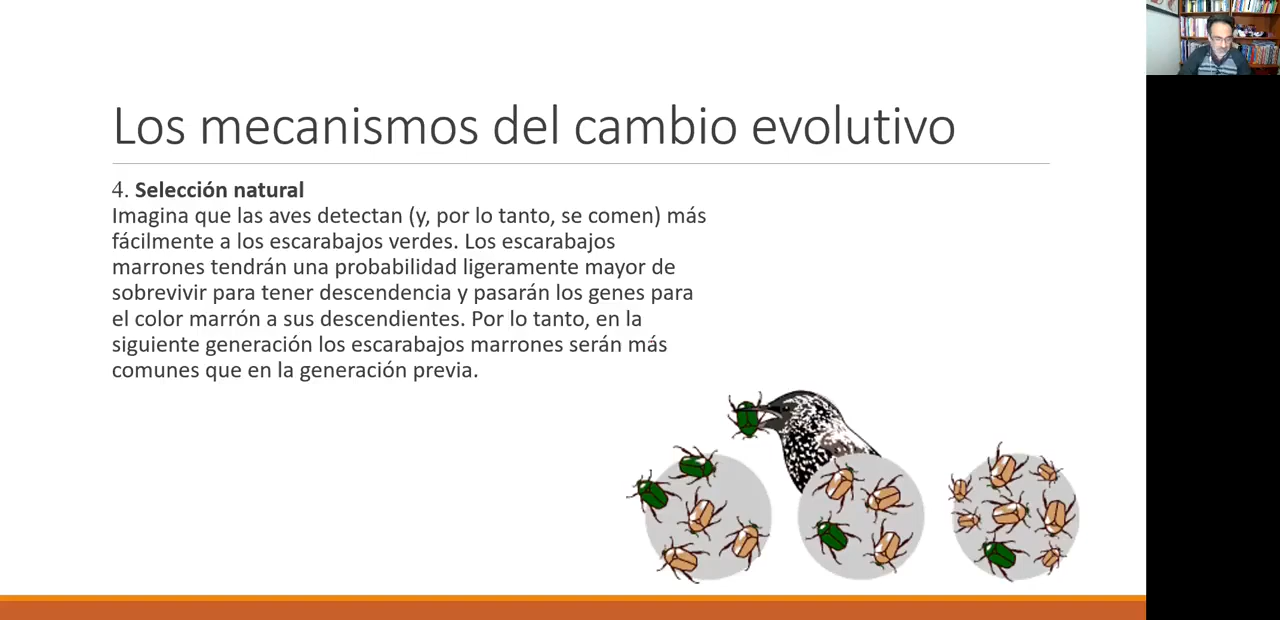 Los mecanismos del cambio evolutivo
4. Selección natural
Imagina que las aves detectan (y, por lo tanto, se comen) más
fácilmente a los escarabajos verdes. Los escarabajos
marrones tendrán una probabilidad ligeramente mayor de
sobrevivir para tener descendencia y pasarán los genes para
el color marrón a sus descendientes. Por lo tanto, en la
siguiente generación los escarabajos marrones serán más
comunes que en la generación previa.